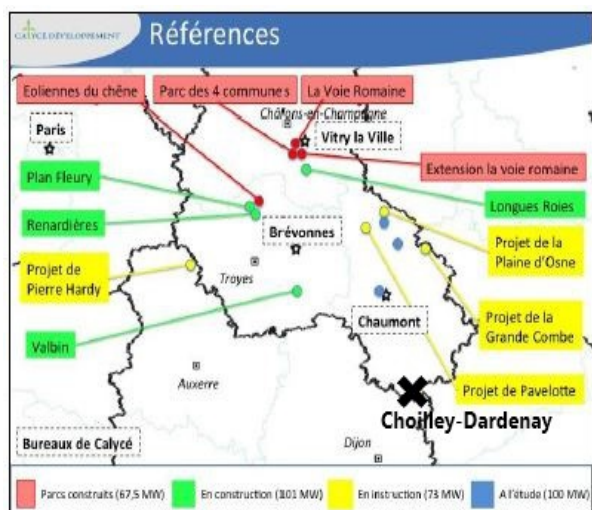 CALYCÉ DÉVELOPPEMENT
Références
Eoliennes du chêne
Parc des 4 communes
La Voie Romaine
Châlons-en-Champagne
Paris
Vitry la Ville
Extension la voie romaine
Plan Fleury
Longues Roies
Renardières
Brévonnes
Projet de la
Plaine d'Osne
Projet de
Pierre Hardy
Troyes
Chaumont
Projet de la
Grande Combe
Valbin
Auxerre
Projet de Pavelotte
Choilley-Dardenay
Bureaux de Calycé
Dijon
Parcs construits (67,5 MW)
En construction (101 MW)
En instruction (73 MW)
A l'étude (100 MW)